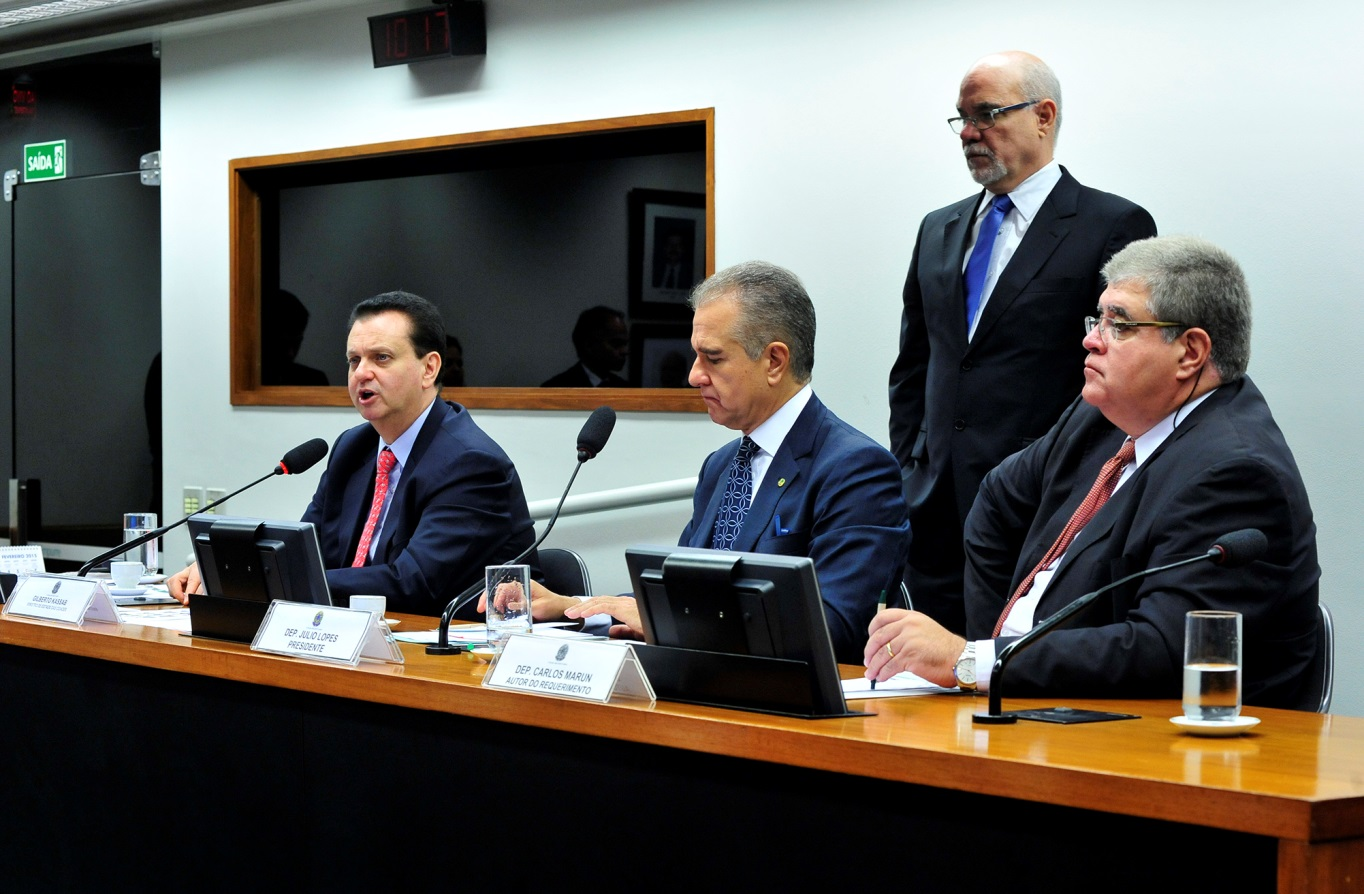 10 17
SAÍDA
GILBERTO KASSAB
DEP. JULIO LOPES
PRESIDENTE
DEP. CARLOS MARUN
AUTOR DO REQUERIMENTO